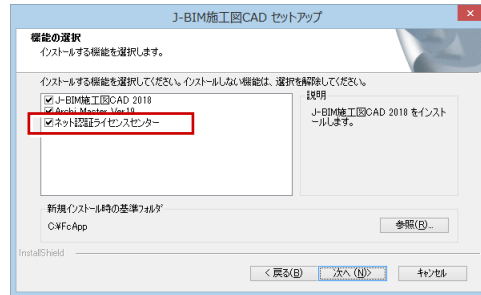 J-BIM施工図CAD セットアップ
機能の選択
インストールする機能を選択します。
インストールする機能を選択してください。インストールしない機能は、選択を解除してください。
J-BIM施工図CAD 2018
Archi Master Ver.19
ネット認証ライセンスセンター
説明
J-BIM施工図CAD 2018 をインスト
ールします。
新規インストール時の基準フォルダ
C:¥FcApp
参照(R)...
InstallShield
< 戻る(B)
次へ (N)>
キャンセル